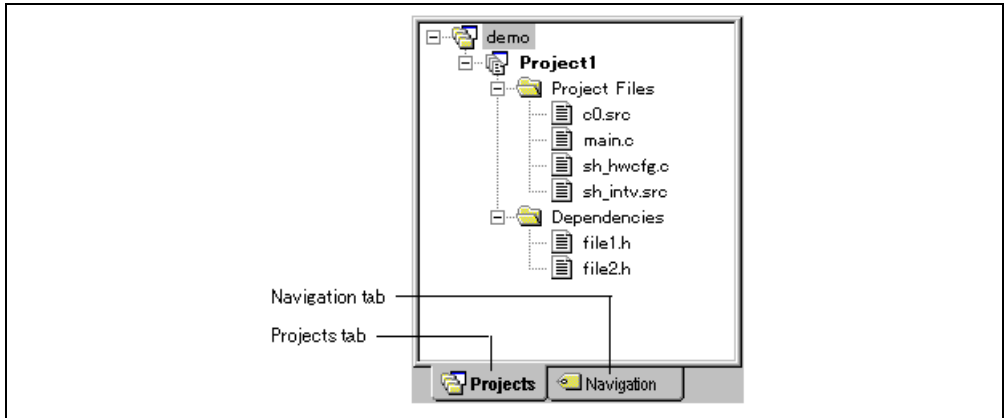 demo
Project1
Project Files
c0.src
main.c
sh_hwcfg.c
sh_intv.src
Dependencies
file1.h
file2.h
Navigation tab
Projects tab
Projects
Navigation